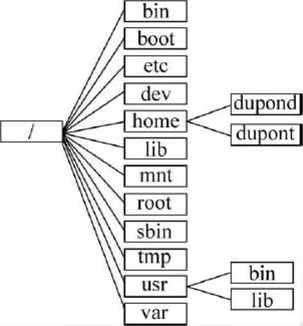 /
bin
boot
etc
dev
home
dupond
dupont
lib
mnt
root
sbin
tmp
usr
bin
lib
var